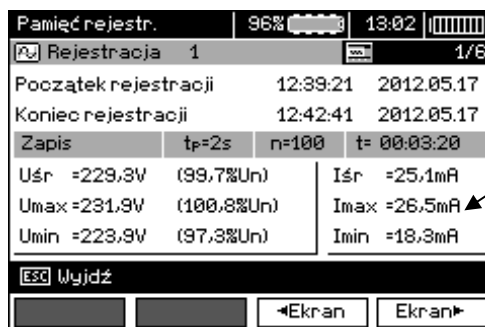 Pamięć rejestr. 96% 13:02
Rejestracja 1 1/6
Początek rejestracji 12:39:21 2012.05.17
Koniec rejestracji 12:42:41 2012.05.17
Zapis tP=2s n=100 t= 00:03:20
Uśr =229,3V (99,7%Un) Iśr =25,1mA
Umax=231,9V (100,8%Un) Imax =26,5mA
Umin =223,9V (97,3%Un) Imin =18,3mA
ESC Wyjdź
◄Ekran Ekran►